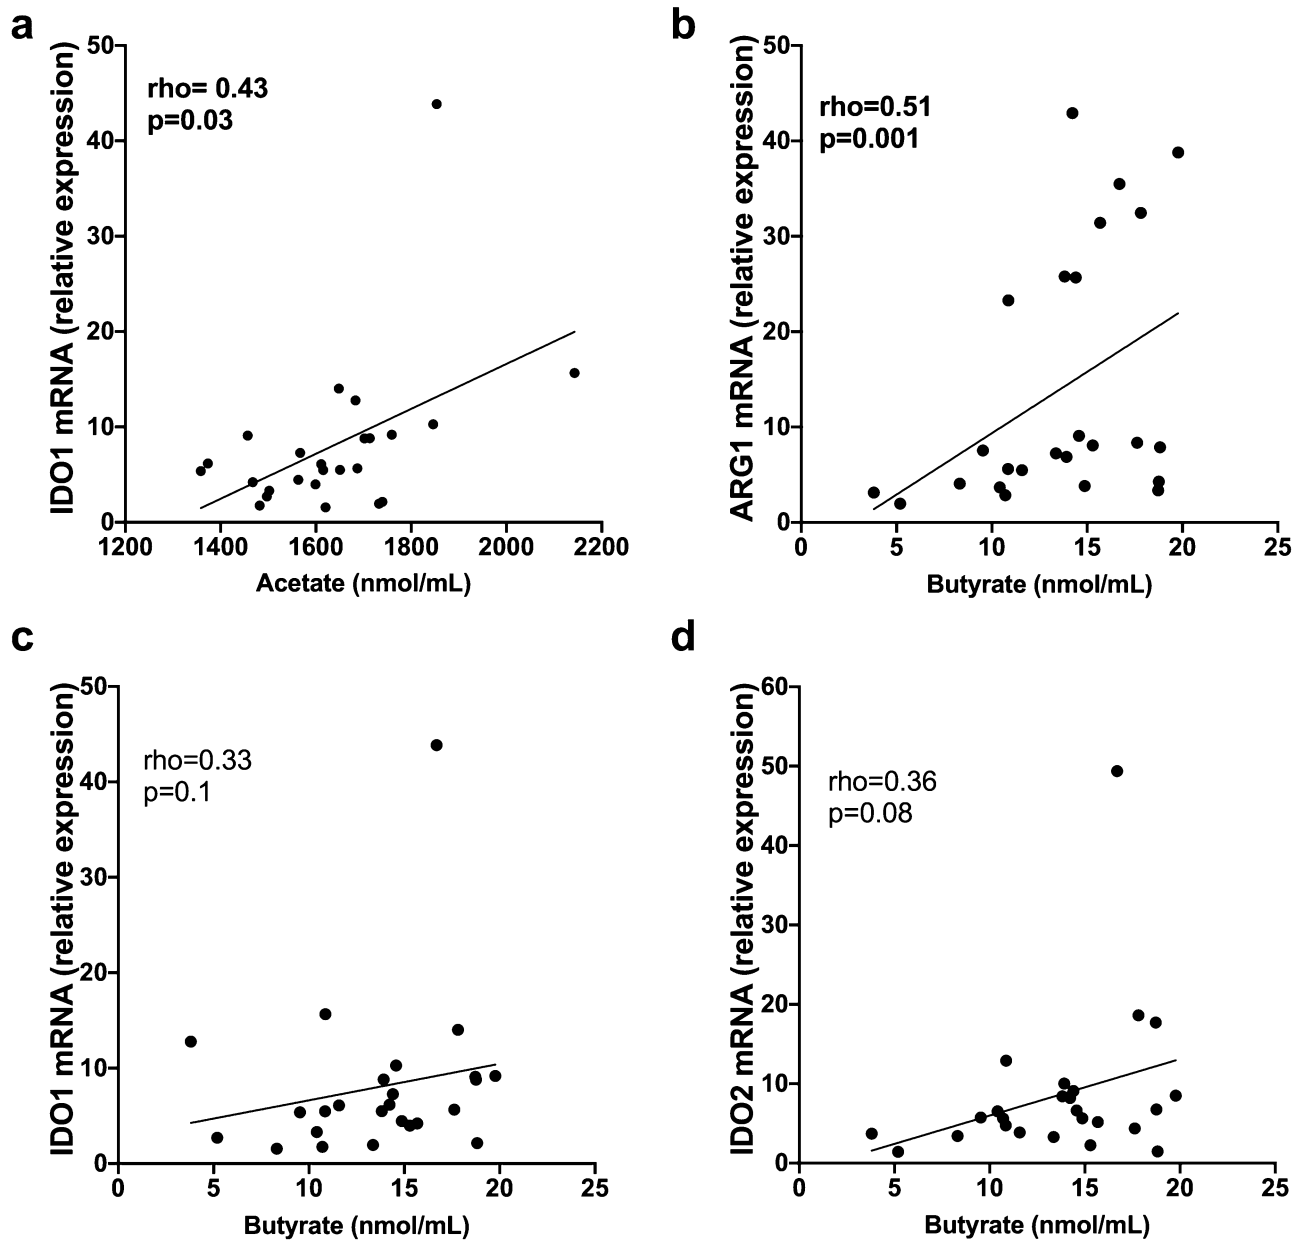 a
IDO1 mRNA (relative expression)
50
40
30
20
10
0
rho= 0.43
p=0.03
1200 1400 1600 1800 2000 2200
Acetate (nmol/mL)
b
ARG1 mRNA (relative expression)
50
40
30
20
10
0
rho=0.51
p=0.001
0 5 10 15 20 25
Butyrate (nmol/mL)
c
IDO1 mRNA (relative expression)
50
40
30
20
10
0
rho=0.33
p=0.1
0 5 10 15 20 25
Butyrate (nmol/mL)
d
IDO2 mRNA (relative expression)
60
50
40
30
20
10
0
rho=0.36
p=0.08
0 5 10 15 20 25
Butyrate (nmol/mL)